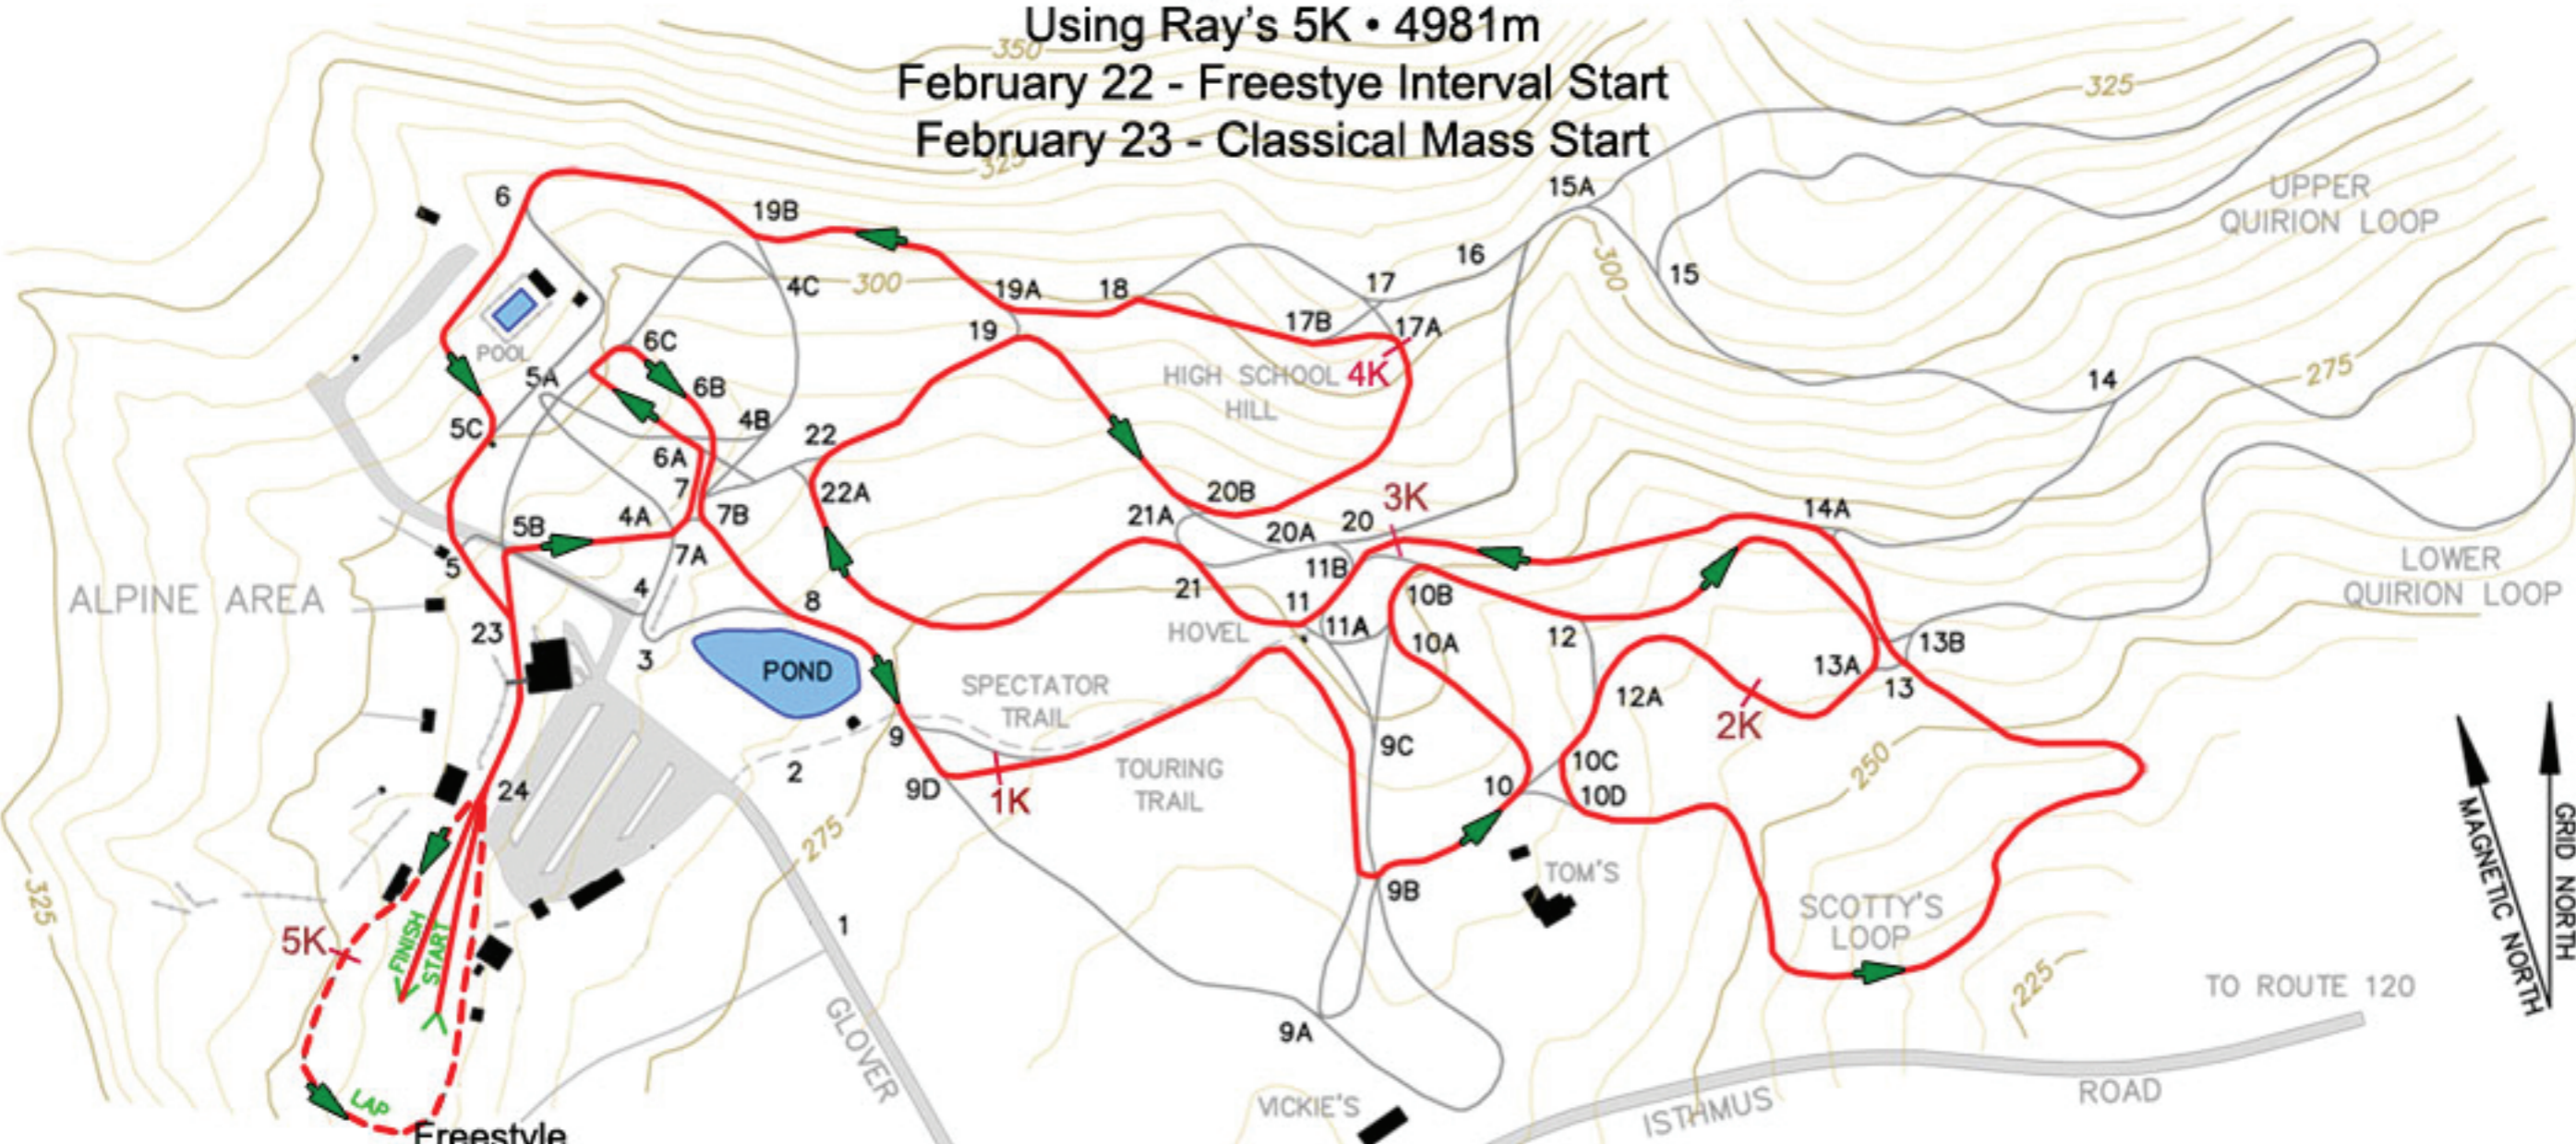 Using Ray's 5K • 4981m
February 22 - Freestye Interval Start
February 23 - Classical Mass Start
350
325
325
6
19B
15A
UPPER
QUIRION LOOP
16
15
4C
300
19A
18
17
300
POOL
6C
19
17B
17A
HIGH SCHOOL
HILL
4K
275
14
5A
6B
4B
5C
22
6A
7
22A
20B
3K
5B
4A
7B
21A
20A
20
14A
7A
11B
LOWER
QUIRION LOOP
5
ALPINE AREA
4
8
21
11
10B
23
3
HOVEL
11A
10A
12
13B
13A
POND
SPECTATOR
TRAIL
12A
13
2K
9
9C
250
2
TOURING
TRAIL
10C
24
9D
1K
10
10D
275
TOM'S
9B
SCOTTY'S
LOOP
325
5K
FINISH
START
1
225
TO ROUTE 120
MAGNETIC NORTH
GRID NORTH
9A
GLOVER
LAP
VICKIE'S
ISTHMUS
ROAD
Freestyle